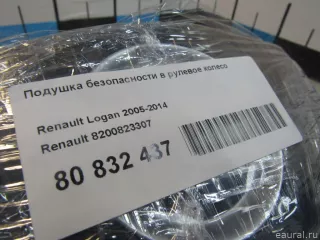 Подушка безопасности в рулевое колесо
Renault Logan 2005-2014
Renault 8200823307
80 832 437
eaural.ru